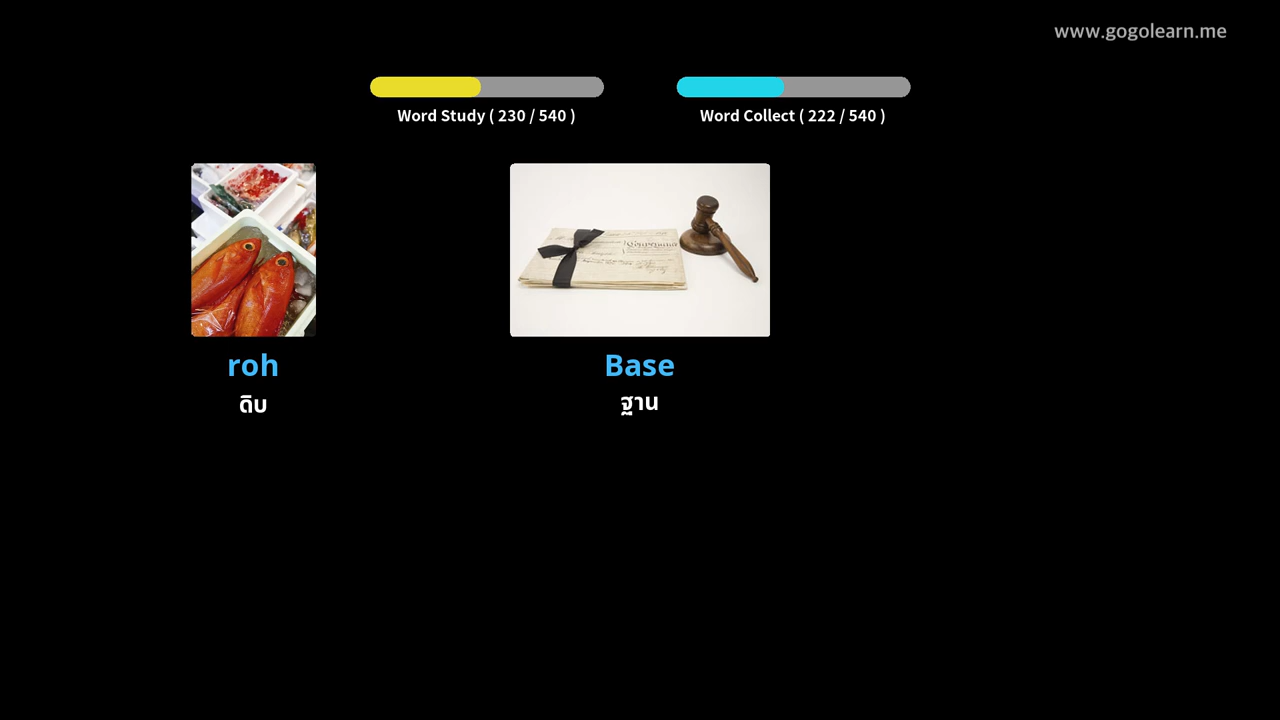 www.gogolearn.me
Word Study ( 230 / 540 )
Word Collect ( 222 / 540 )
roh
ดิบ
Base
ฐาน